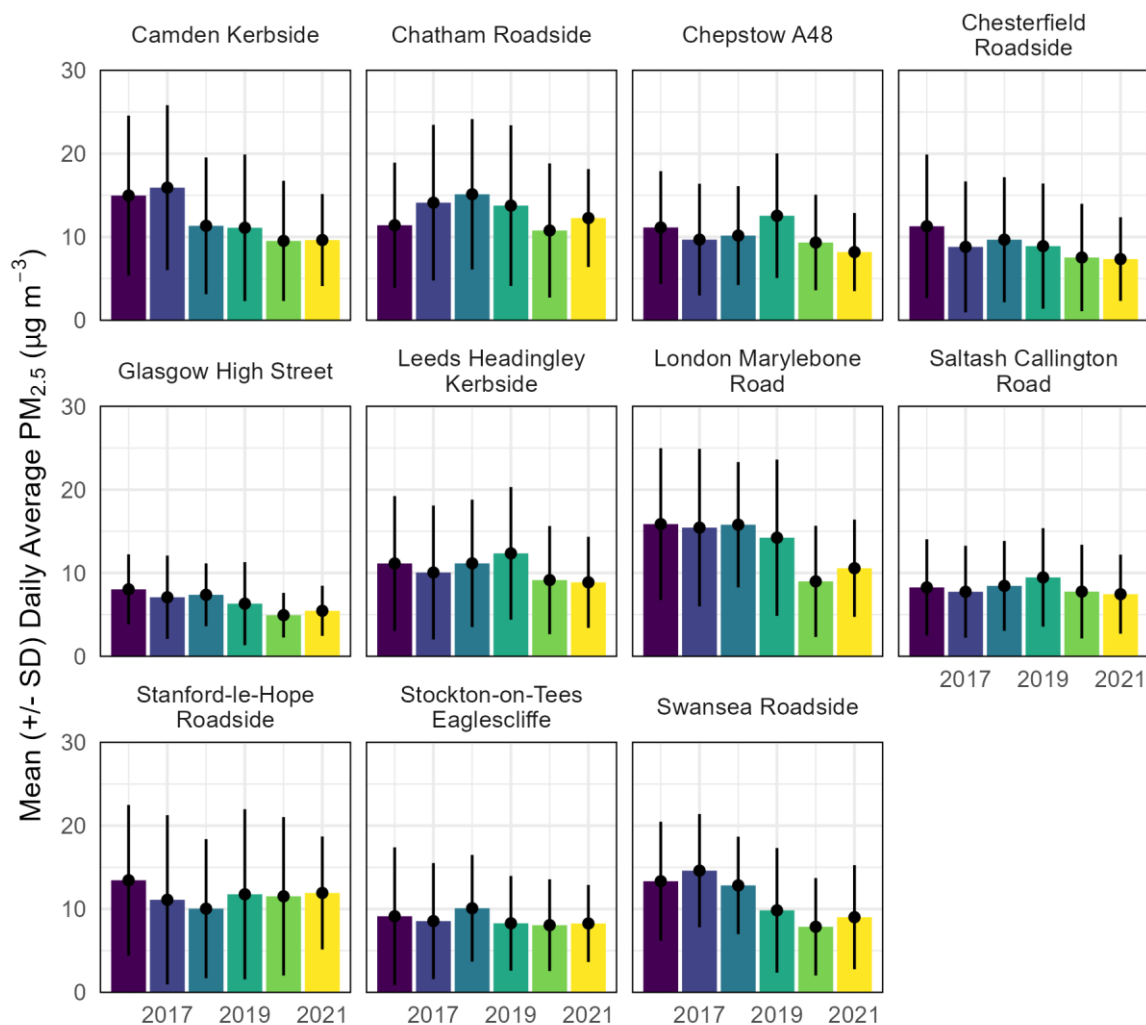 Mean (+/- SD) Daily Average PM₂.₅ (µg m⁻³)
Camden Kerbside
Chatham Roadside
Chepstow A48
Chesterfield
Roadside
30
20
10
0
Glasgow High Street
Leeds Headingley
Kerbside
London Marylebone
Road
Saltash Callington
Road
30
20
10
0
2017 2019 2021
Stanford-le-Hope
Roadside
Stockton-on-Tees
Eaglescliffe
Swansea Roadside
30
20
10
0
2017 2019 2021
2017 2019 2021
2017 2019 2021